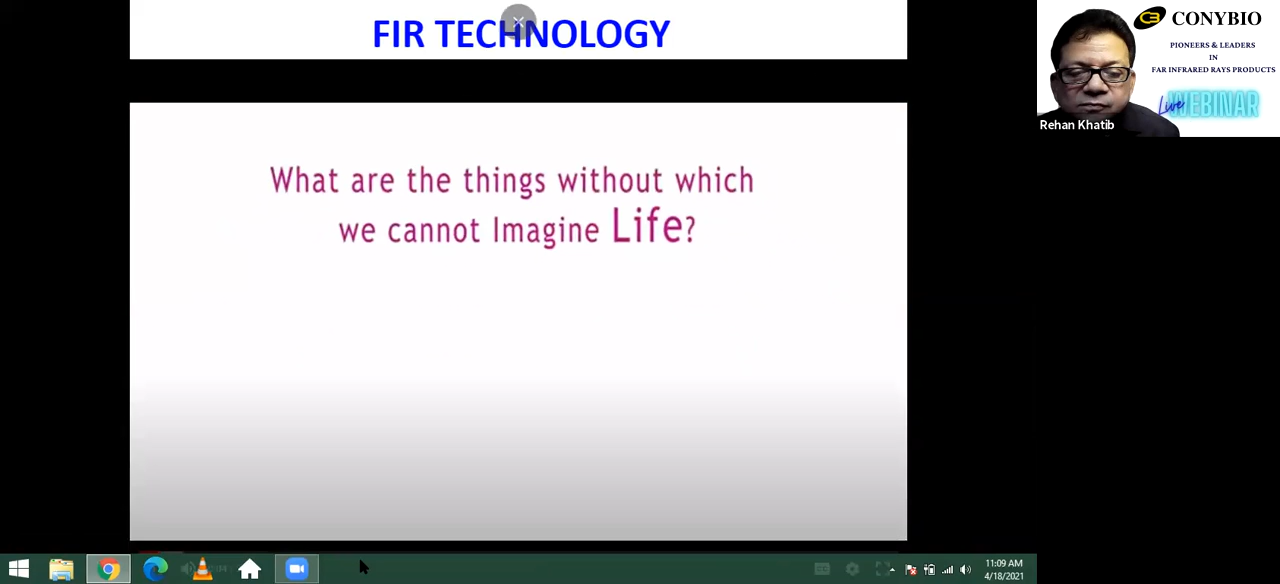 FIR TECHNOLOGY
What are the things without which
we cannot Imagine Life?
CONYBIO
PIONEERS & LEADERS
IN
FAR INFRARED RAYS PRODUCTS
Live WEBINAR
Rehan Khatib
11:09 AM
4/18/2021